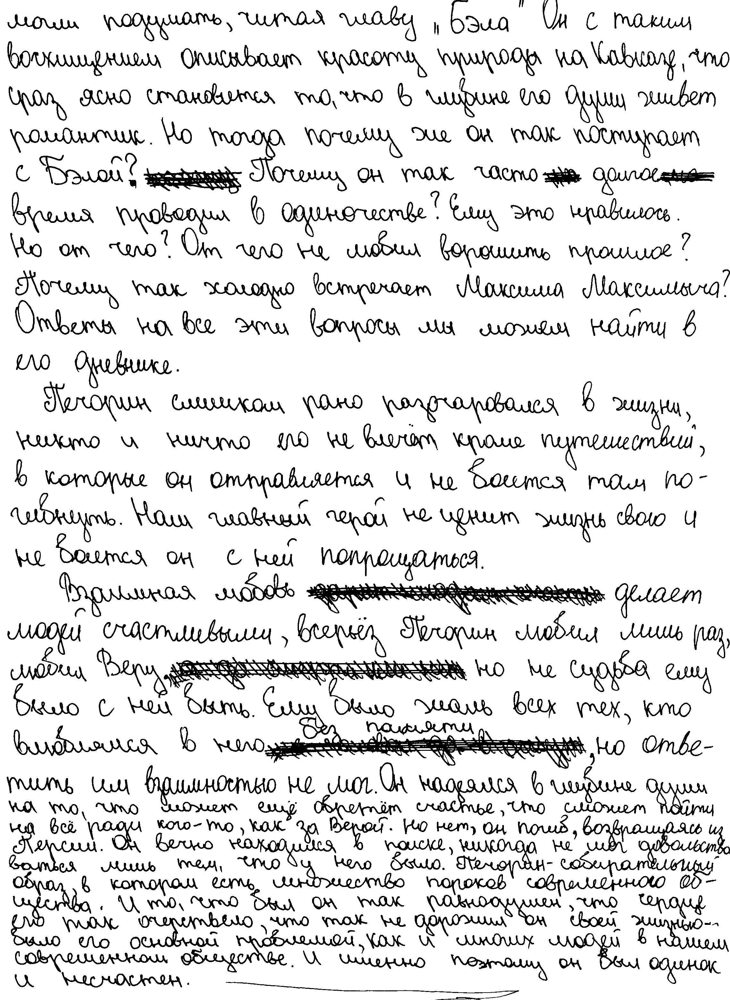 могли подумать, читая главу „Бэла" Он с таким
восхищением описывает красоту природы на Кавказе, что
сраз ясно становится то, что в глубине его души живет
романтик. Но тогда почему же он так поступает
с Бэлой? Почему он так часто долгое
время проводил в одиночестве? Ему это нравилось.
Но от чего? От чего не любил ворошить прошлое?
Почему так холодно встречает Максима Максимыча?
Ответы на все эти вопросы мы можем найти в
его дневнике.
Печорин слишком рано разочаровался в жизни,
никто и ничто его не влечёт кроме путешествий,
в которые он отправляется и не боится там по-
гибнуть. Наш главный герой не ценит жизнь свою и
не боится он с ней попрощаться.
Взаимная любовь делает
людей счастливыми, всерьёз Печорин любил лишь раз,
любил Веру, но не судьба ему
было с ней быть. Ему было жаль всех тех, кто
влюблялся в него без памяти, но отве-
тить им взаимностью не мог. Он надеялся в глубине души
на то, что может ещё обретёт счастье, что сможет пойти
на всё ради кого-то, как за Верой. Но нет, он погиб, возвращаясь из
Персии. Он вечно находился в поиске, никогда не мог довольство
ваться лишь тем, что у него было. Печорин-собирательный
образ, в котором есть множество пороков современного об-
щества. И то, что был он так равнодушен, что сердце
его так очерствело, что так не дорожил он своей жизнью--
было его основной проблемой, как и многих людей в нашем
современном обществе. И именно поэтому он был одинок
и несчастен.